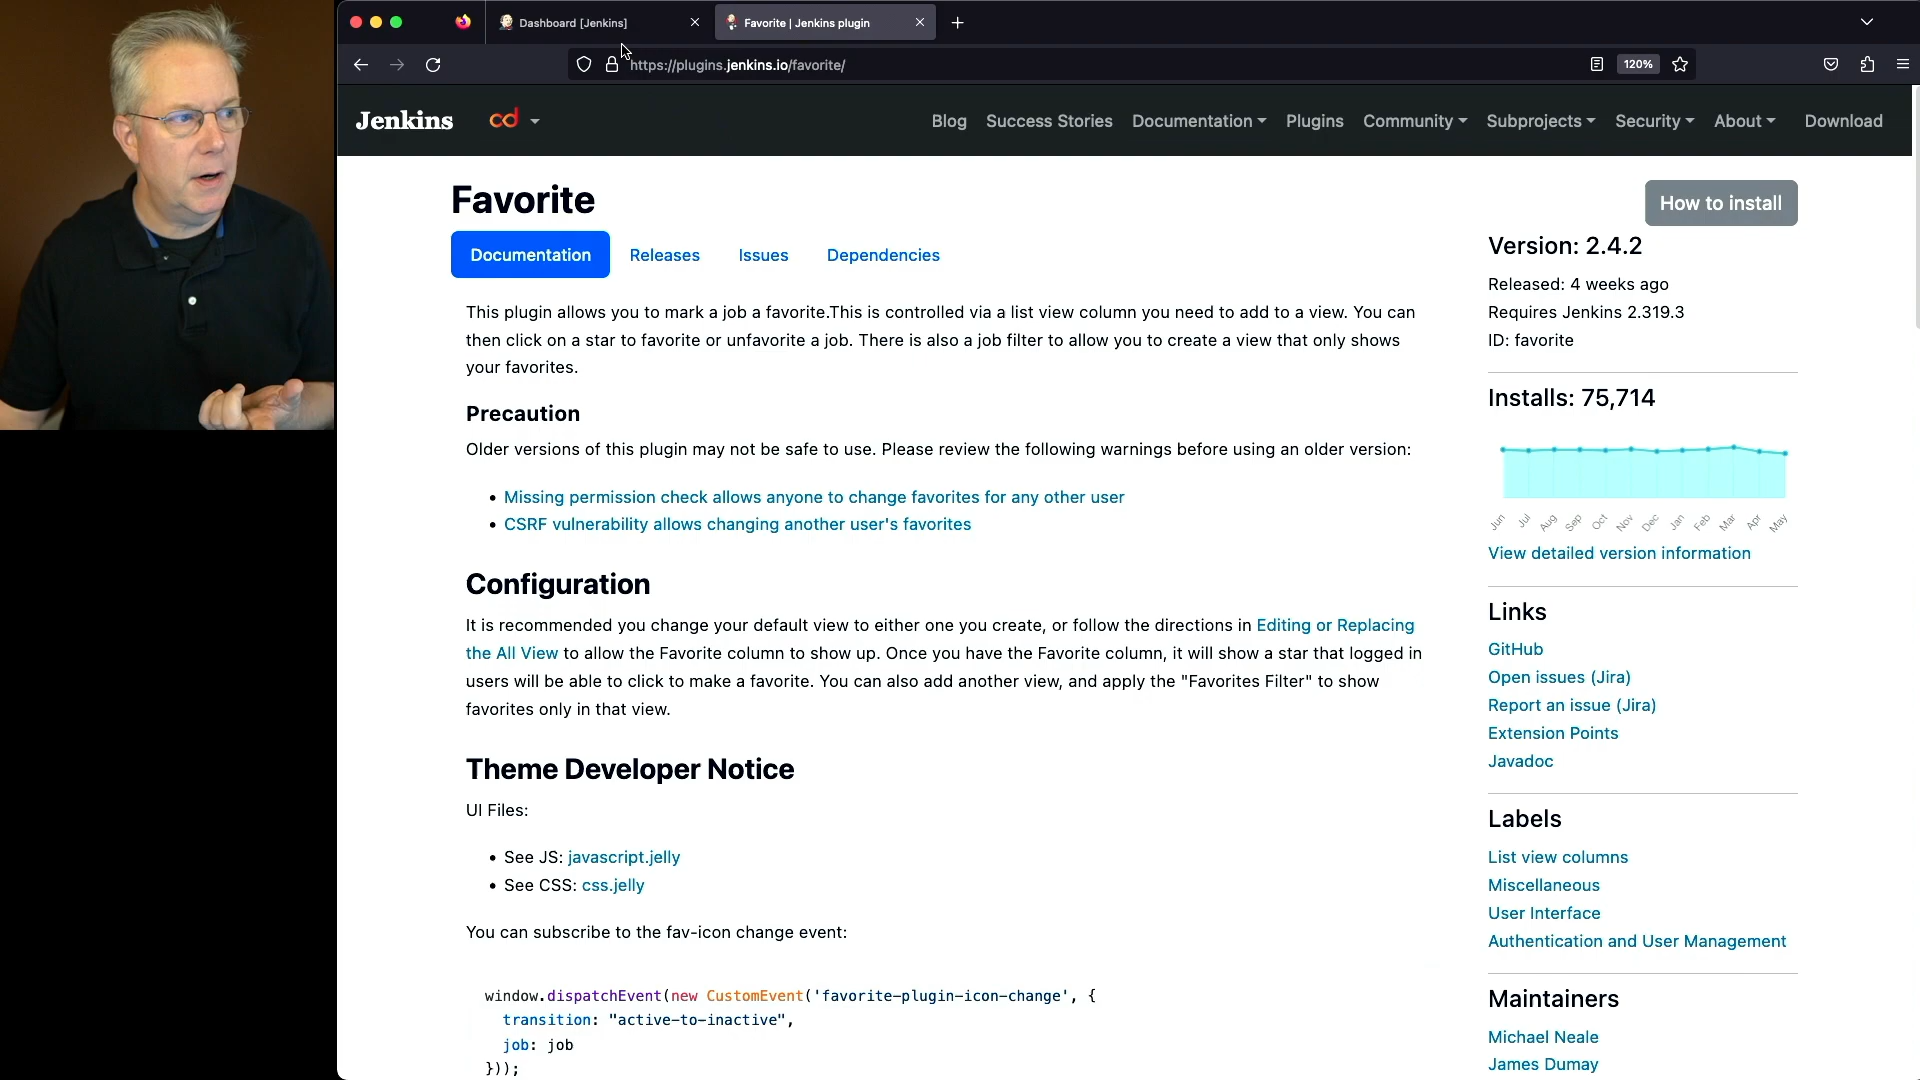 Dashboard [Jenkins]
Favorite | Jenkins plugin
https://plugins.jenkins.io/favorite/
120%
Jenkins
cd
Blog
Success Stories
Documentation
Plugins
Community
Subprojects
Security
About
Download
Favorite
How to install
Documentation
Releases
Issues
Dependencies
This plugin allows you to mark a job a favorite.This is controlled via a list view column you need to add to a view. You can
then click on a star to favorite or unfavorite a job. There is also a job filter to allow you to create a view that only shows
your favorites.
Precaution
Older versions of this plugin may not be safe to use. Please review the following warnings before using an older version:
• Missing permission check allows anyone to change favorites for any other user
• CSRF vulnerability allows changing another user's favorites
Configuration
It is recommended you change your default view to either one you create, or follow the directions in Editing or Replacing
the All View to allow the Favorite column to show up. Once you have the Favorite column, it will show a star that logged in
users will be able to click to make a favorite. You can also add another view, and apply the "Favorites Filter" to show
favorites only in that view.
Theme Developer Notice
UI Files:
• See JS: javascript.jelly
• See CSS: css.jelly
You can subscribe to the fav-icon change event:
window.dispatchEvent(new CustomEvent('favorite-plugin-icon-change', {
transition: "active-to-inactive",
job: job
}));
Version: 2.4.2
Released: 4 weeks ago
Requires Jenkins 2.319.3
ID: favorite
Installs: 75,714
Jun Jul Aug Sep Oct Nov Dec Jan Feb Mar Apr May
View detailed version information
Links
GitHub
Open issues (Jira)
Report an issue (Jira)
Extension Points
Javadoc
Labels
List view columns
Miscellaneous
User Interface
Authentication and User Management
Maintainers
Michael Neale
James Dumay